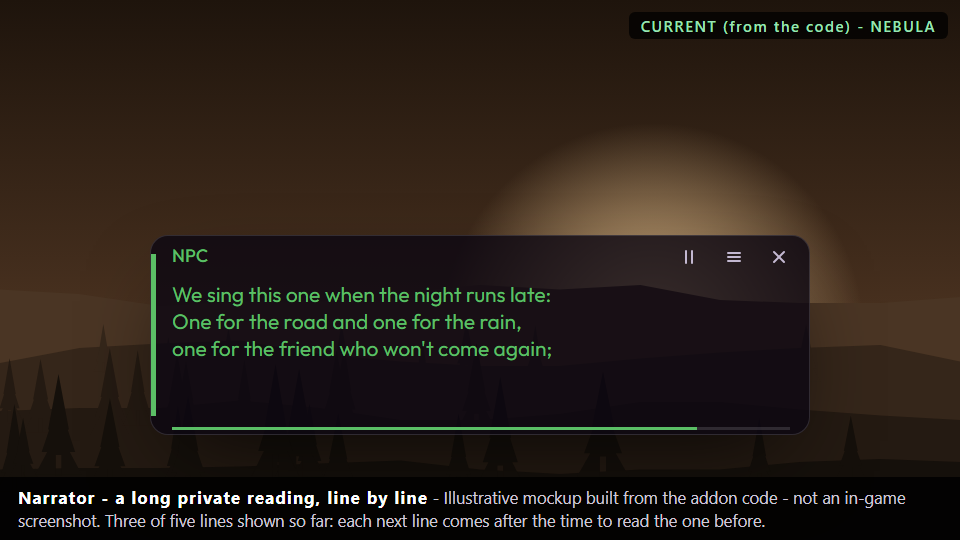 CURRENT (from the code) - NEBULA
NPC
We sing this one when the night runs late:
One for the road and one for the rain,
one for the friend who won't come again;
Narrator - a long private reading, line by line - Illustrative mockup built from the addon code - not an in-game
screenshot. Three of five lines shown so far: each next line comes after the time to read the one before.